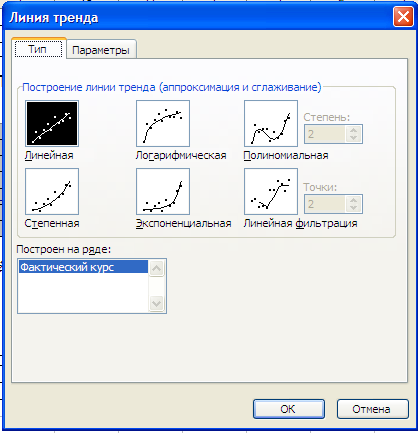 Линия тренда
Тип Параметры
Построение линии тренда (аппроксимация и сглаживание)
Степень:
2
Линейная Логарифмическая Полиномиальная
Точки:
2
Степенная Экспоненциальная Линейная фильтрация
Построен на ряде:
Фактический курс
ОК Отмена